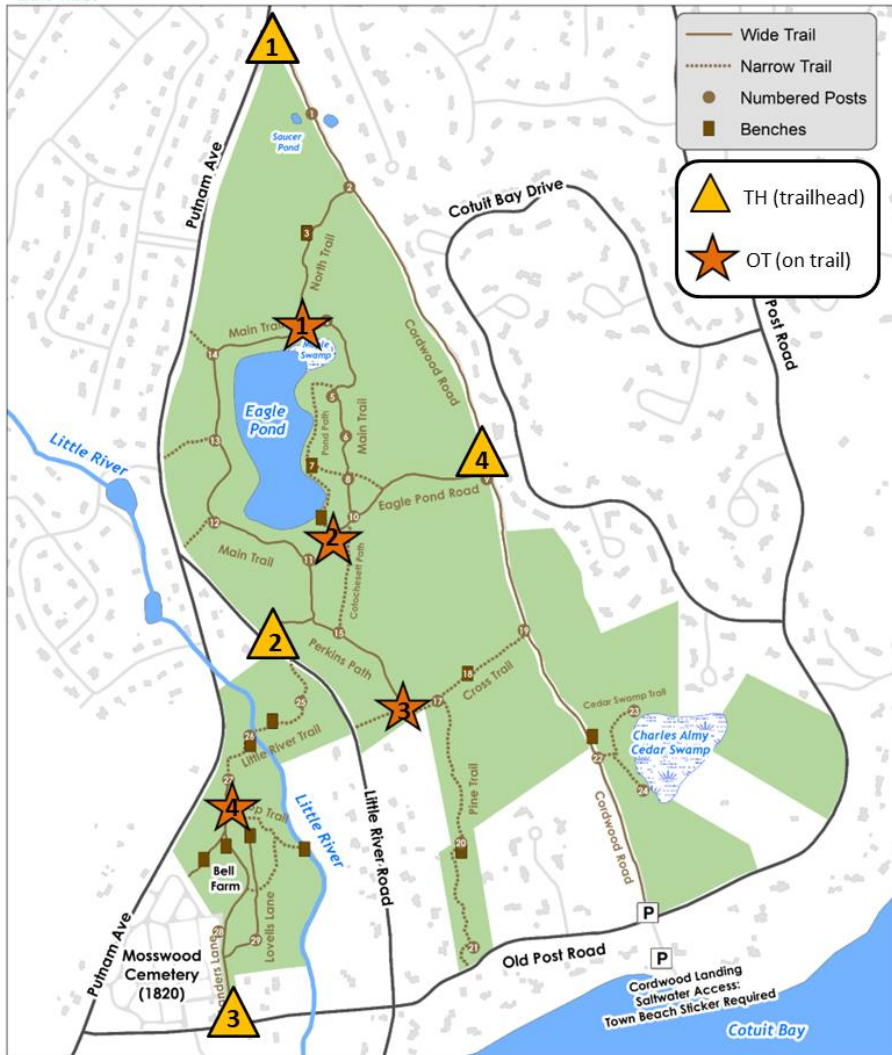 1
Wide Trail
Narrow Trail
Numbered Posts
Benches
TH (trailhead)
OT (on trail)
1
Saucer
Pond
Putnam Ave
2
Cotuit Bay Drive
3
North Trail
Post Road
1
Main Trail
Swamp
14
Cordwood Road
Eagle
Pond
5
Pond Path
Main Trail
6
13
Little River
7
8
4
9
Eagle Pond Road
10
12
2
Main Trail
11
Cotocheset Path
2
15
19
Perkins Path
18
Cross Trail
25
3
17
Cedar Swamp Trail
23
Charles Almy
Cedar Swamp
26
Little River Trail
22
24
27
4
Trail
Pine Trail
Little River
Little River Road
20
Cordwood Road
Bell
Farm
Lovells Lane
P
28
29
21
Old Post Road
P
Putnam Ave
Mosswood
Cemetery
(1820)
Lane
3
Cordwood Landing
Saltwater Access:
Town Beach Sticker Required
Cotuit Bay